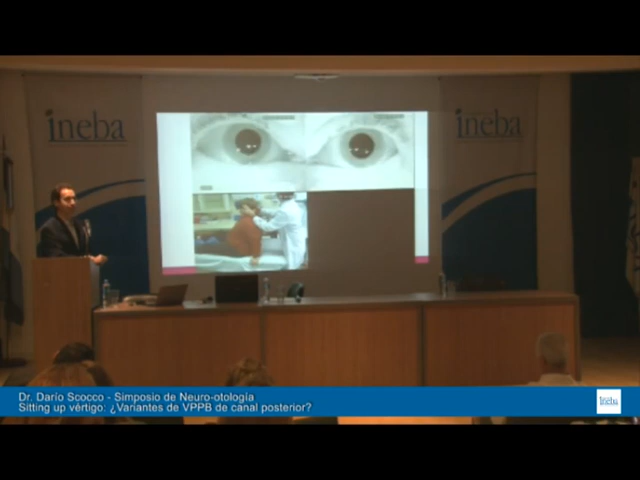 ineba
ineba
Dr. Darío Scocco - Simposio de Neuro-otología
Sitting up vértigo: ¿Variantes de VPPB de canal posterior?
Ineba